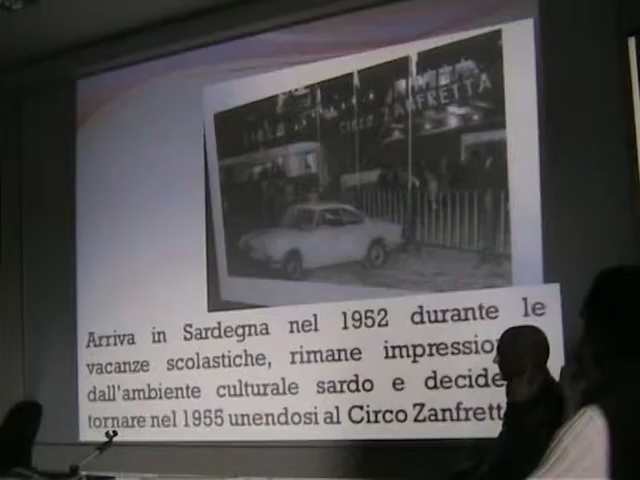 CIRCO ZANFRETTA
Arriva in Sardegna nel 1952 durante le
vacanze scolastiche, rimane
dall'ambiente culturale sardo e decide
tornare nel 1955 unendosi al Circo